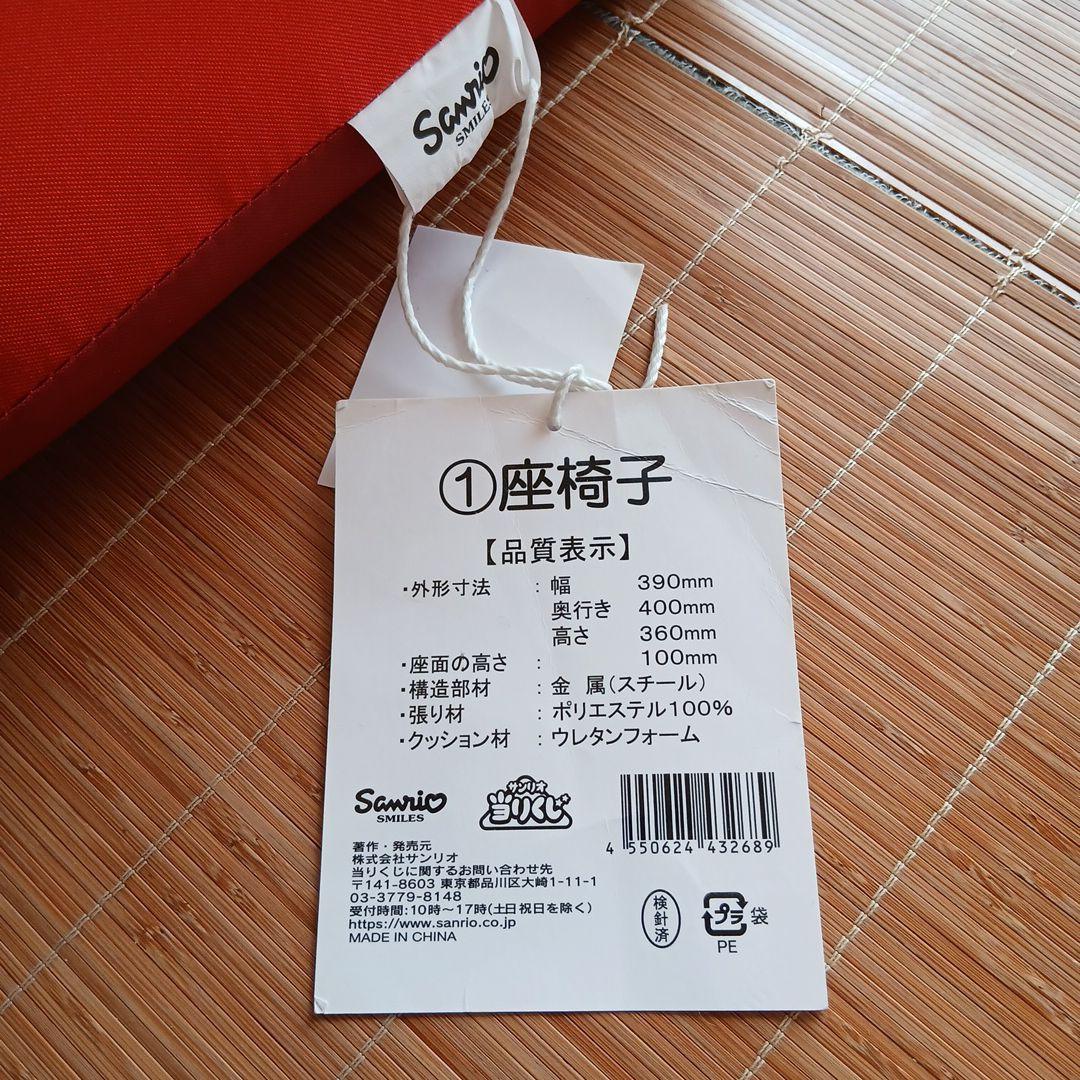 Sanrio
SMILES
①座椅子
【品質表示】
・外形寸法 : 幅 390mm
奥行き 400mm
高さ 360mm
・座面の高さ : 100mm
・構造部材 : 金 属(スチール)
・張り材 : ポリエステル100%
・クッション材 : ウレタンフォーム
Sanrio
SMILES
サンリオ
当りくじ
4 550624 432689
著作・発売元
株式会社サンリオ
当りくじに関するお問い合わせ先
〒141-8603 東京都品川区大崎1-11-1
03-3779-8148
受付時間:10時～17時(土日祝日を除く)
https://www.sanrio.co.jp
MADE IN CHINA
検針済
プラ 袋
PE